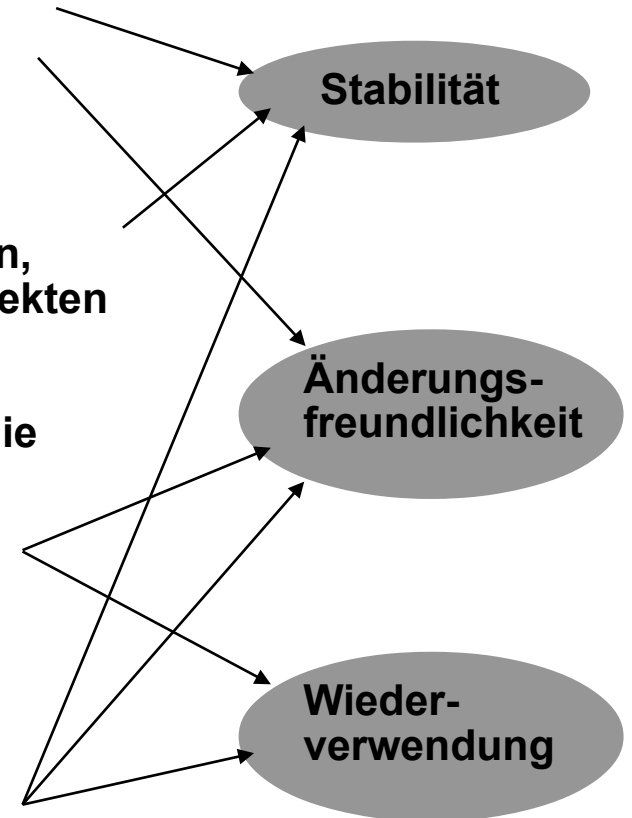 Stabilität
n,
ekten
Änderungs-
freundlichkeit
ie
Wieder-
verwendung